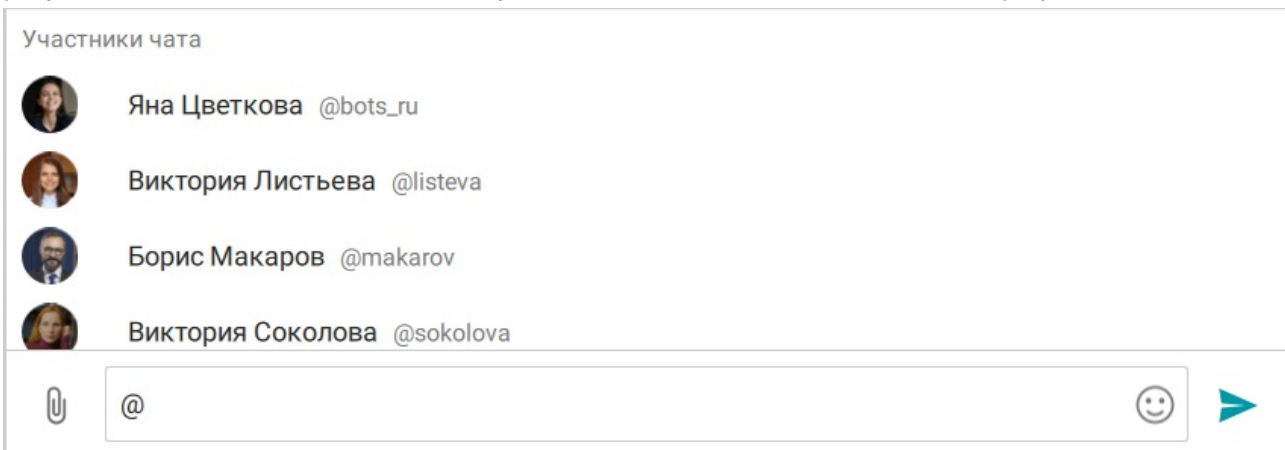 Участники чата
Яна Цветкова @bots_ru
Виктория Листьева @listeva
Борис Макаров @makarov
Виктория Соколова @sokolova
@